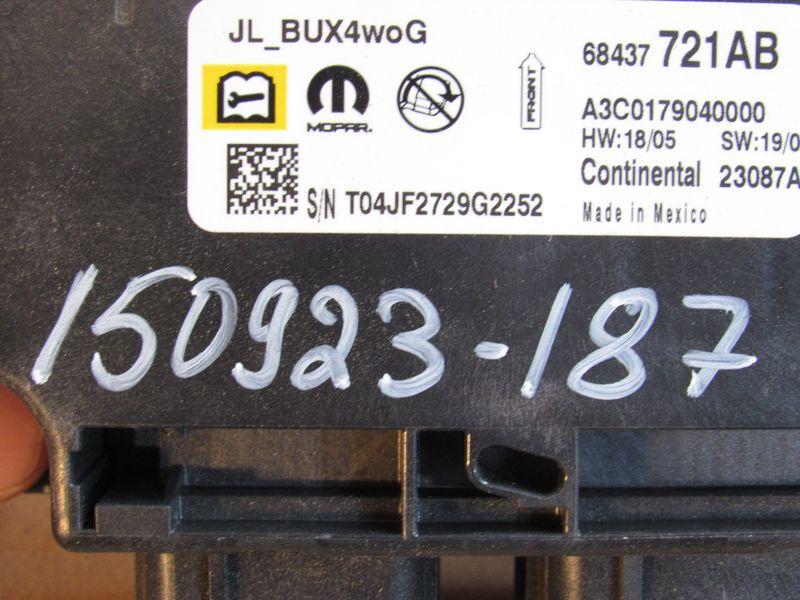 JL_BUX4woG
68437 721AB
MOPAR.
FRONT
A3C0179040000
HW:18/05 SW:19/0
Continental 23087A
S/N T04JF2729G2252
Made in Mexico
150923-187